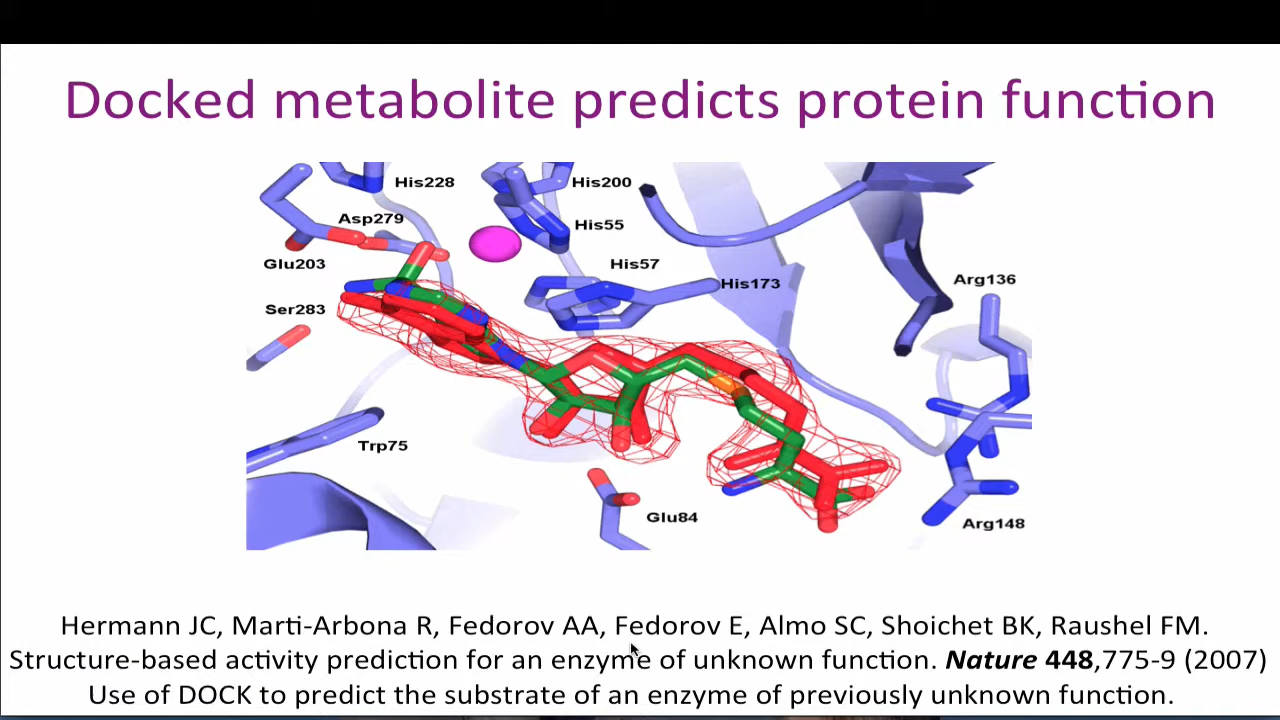 Docked metabolite predicts protein function
His228
His200
Asp279
His55
Glu203
His57
His173
Arg136
Ser283
Trp75
Glu84
Arg148
Hermann JC, Marti-Arbona R, Fedorov AA, Fedorov E, Almo SC, Shoichet BK, Raushel FM.
Structure-based activity prediction for an enzyme of unknown function. Nature 448,775-9 (2007)
Use of DOCK to predict the substrate of an enzyme of previously unknown function.